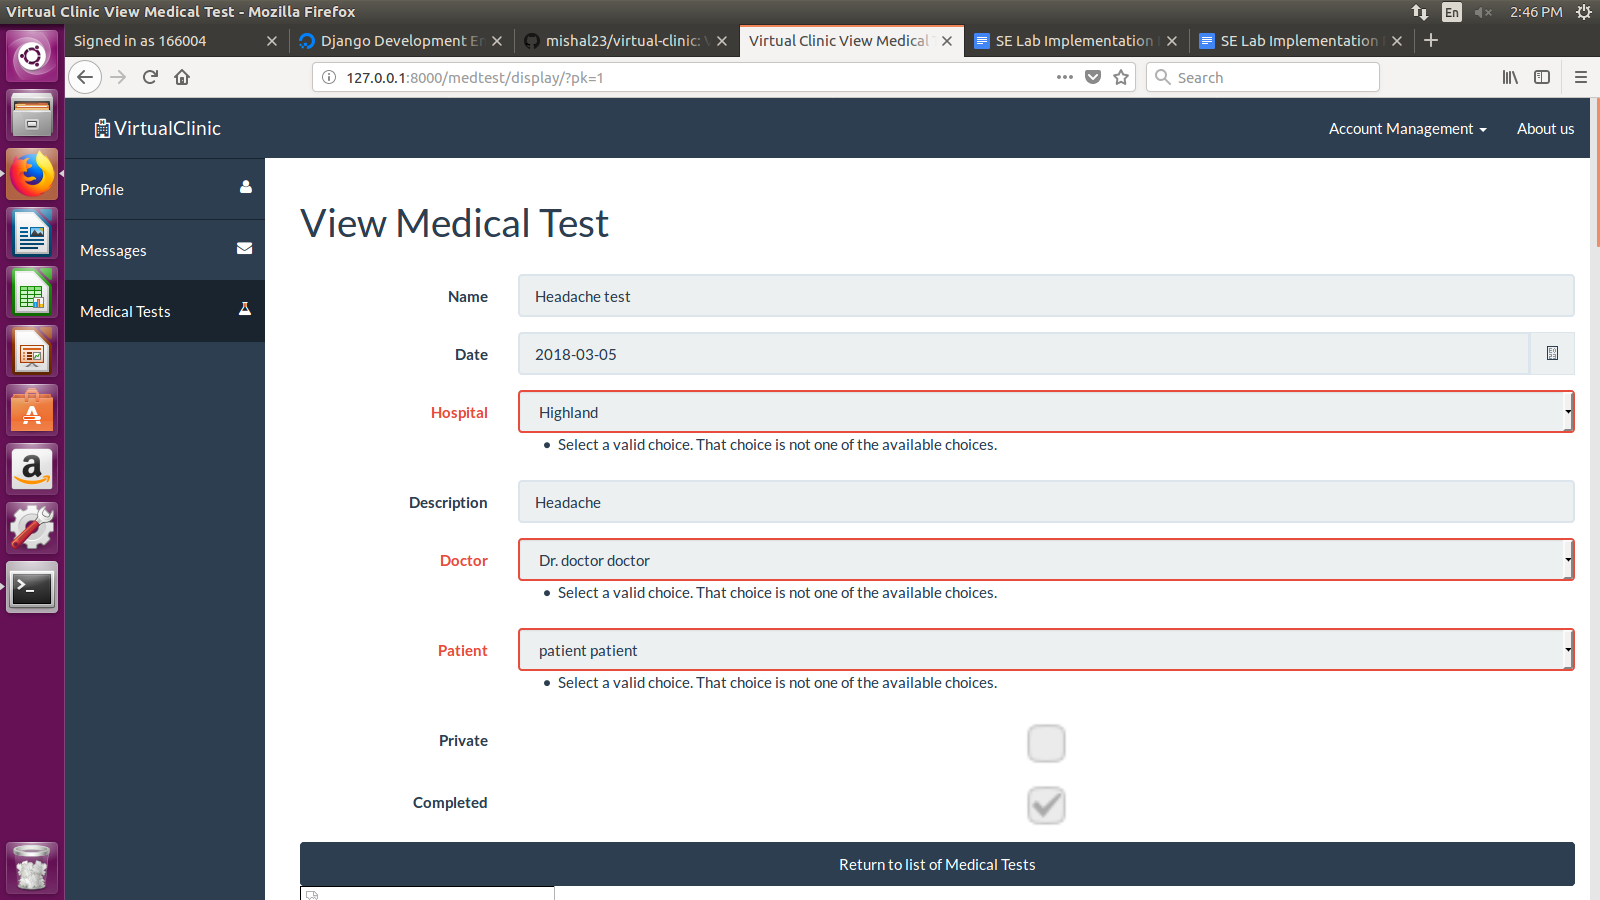 Virtual Clinic View Medical Test - Mozilla Firefox
En
2:46 PM
Signed in as 166004
Django Development En
mishal23/virtual-clinic: V
Virtual Clinic View Medical
SE Lab Implementation
SE Lab Implementation
127.0.0.1:8000/medtest/display/?pk=1
Search
VirtualClinic
Account Management
About us
Profile
Messages
Medical Tests
View Medical Test
Name
Headache test
Date
2018-03-05
Hospital
Highland
Select a valid choice. That choice is not one of the available choices.
Description
Headache
Doctor
Dr. doctor doctor
Select a valid choice. That choice is not one of the available choices.
Patient
patient patient
Select a valid choice. That choice is not one of the available choices.
Private
Completed
Return to list of Medical Tests